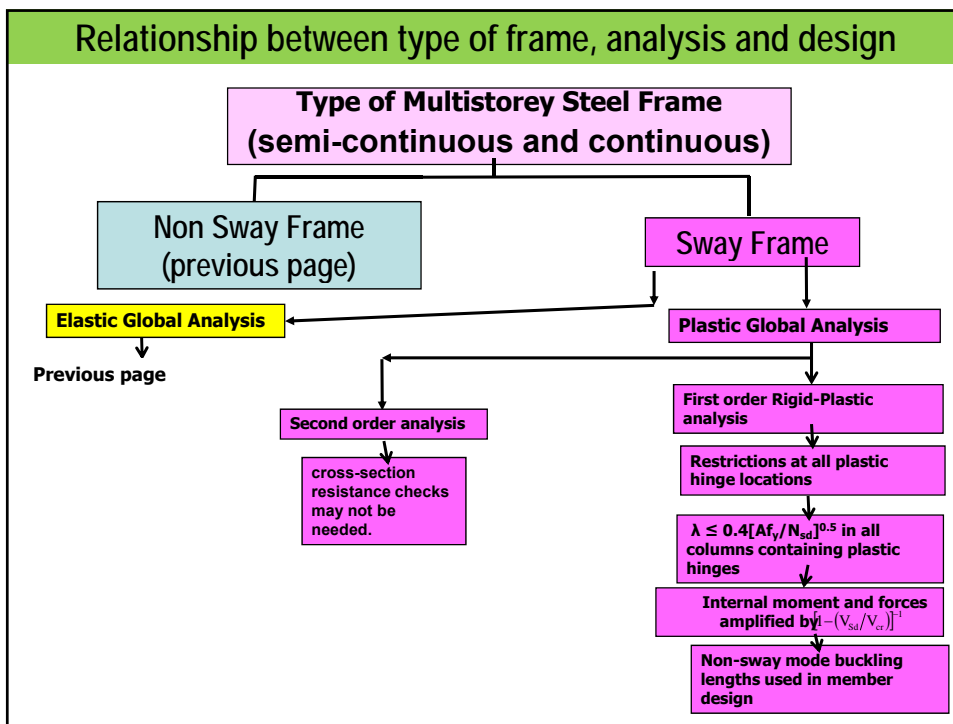 Relationship between type of frame, analysis and design
Type of Multistorey Steel Frame
(semi-continuous and continuous)
Non Sway Frame
(previous page)
Sway Frame
Elastic Global Analysis
Previous page
Plastic Global Analysis
Second order analysis
cross-section
resistance checks
may not be
needed.
First order Rigid-Plastic
analysis
Restrictions at all plastic
hinge locations
λ ≤ 0.4[Af_y/N_sd]^0.5 in all
columns containing plastic
hinges
Internal moment and forces
amplified by [1−(V_Sd/V_cr)]^−1
Non-sway mode buckling
lengths used in member
design